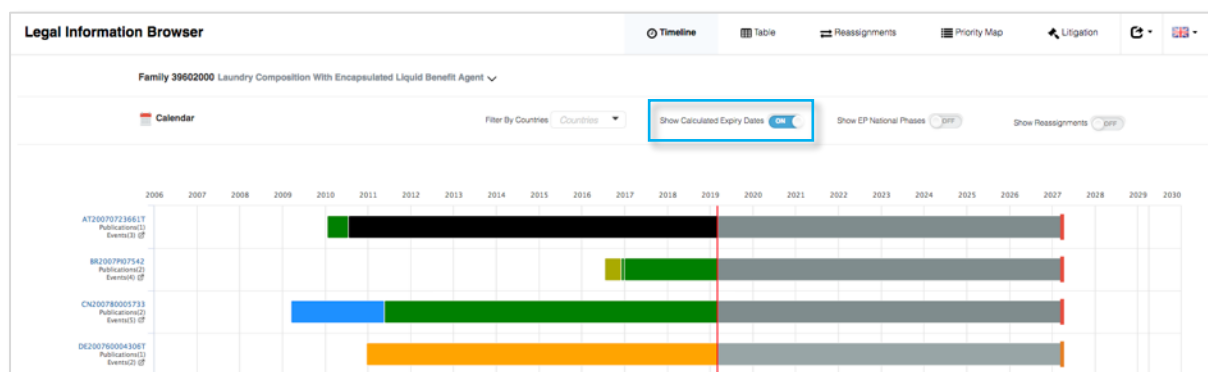 Legal Information Browser
Timeline
Table
Reassignments
Priority Map
Litigation
Family 39602000 Laundry Composition With Encapsulated Liquid Benefit Agent
Calendar
Filter By Countries
Countries
Show Calculated Expiry Dates
ON
Show EP National Phases
OFF
Show Reassignments
OFF
2006 2007 2008 2009 2010 2011 2012 2013 2014 2015 2016 2017 2018 2019 2020 2021 2022 2023 2024 2025 2026 2027 2028 2029 2030
AT20070723661T
Publications(1)
Events(3)
BR2007PI07542
Publications(2)
Events(4)
CN200780005733
Publications(2)
Events(5)
DE200760004306T
Publications(1)
Events(2)